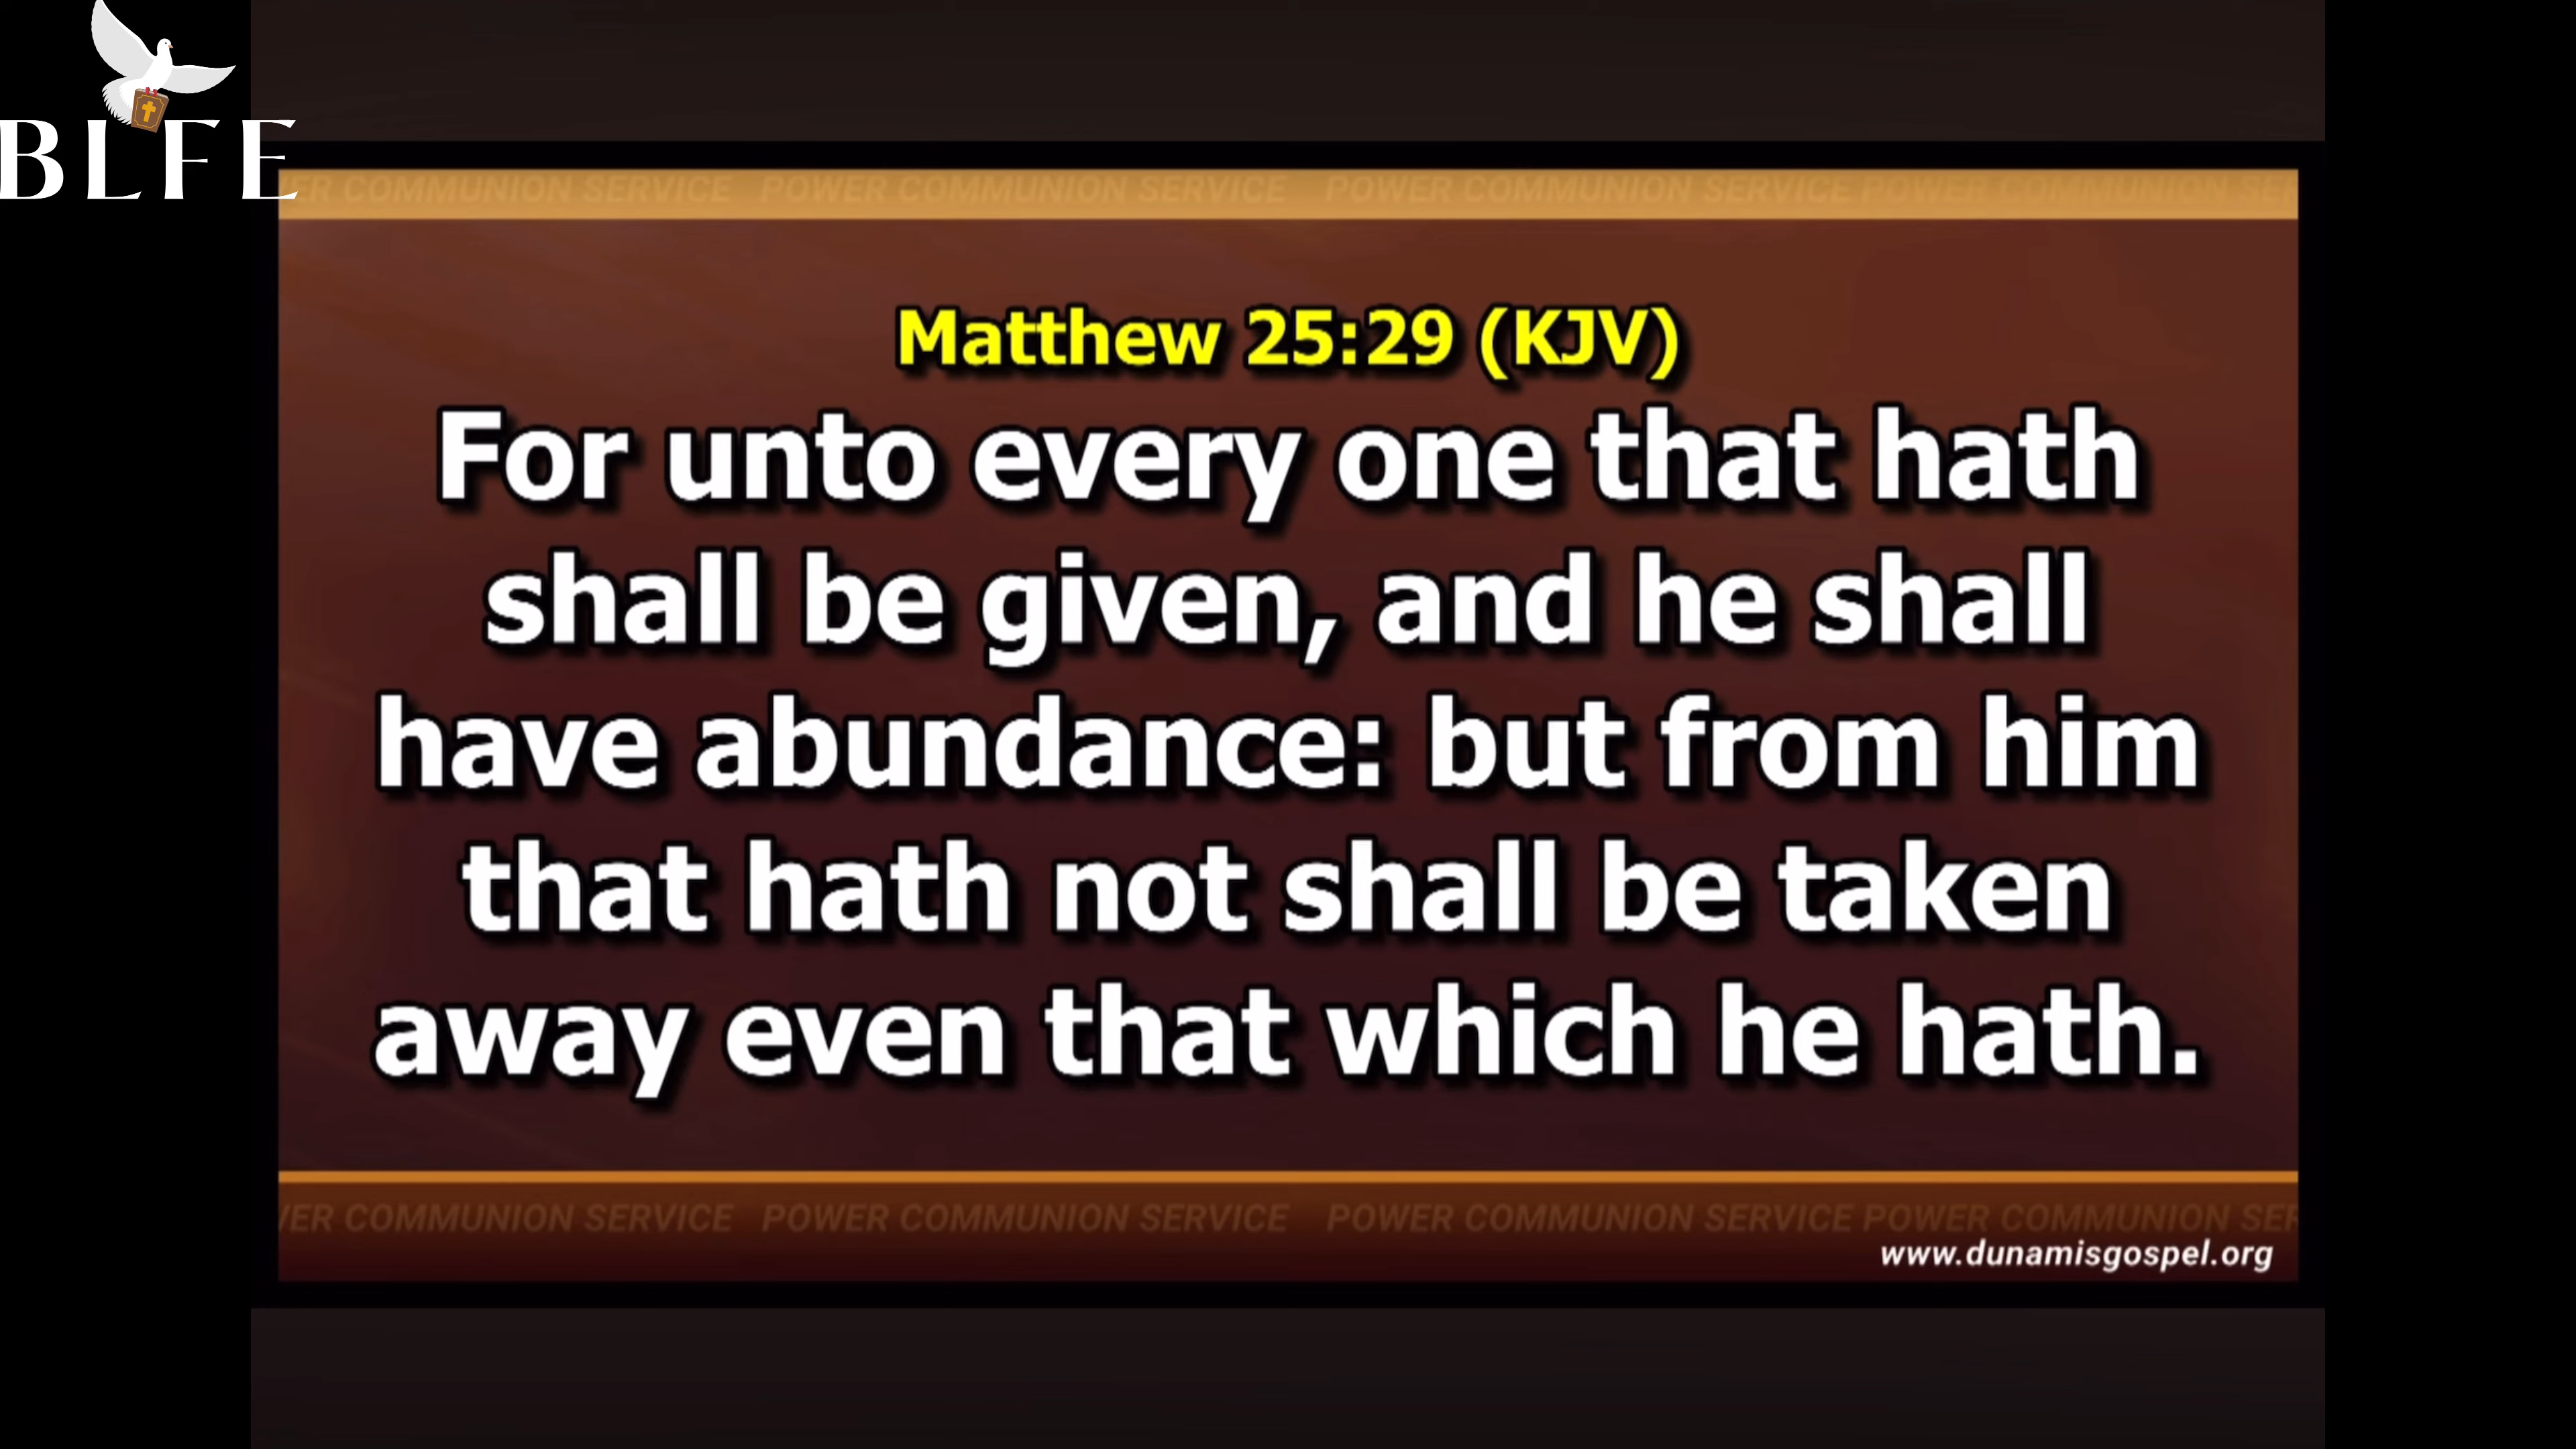 BLFE
ER COMMUNION SERVICE POWER COMMUNION SERVICE POWER COMMUNION SERVICE POWER COMMUNION SER
Matthew 25:29 (KJV)
For unto every one that hath
shall be given, and he shall
have abundance: but from him
that hath not shall be taken
away even that which he hath.
VER COMMUNION SERVICE POWER COMMUNION SERVICE POWER COMMUNION SERVICE POWER COMMUNION SER
www.dunamisgospel.org